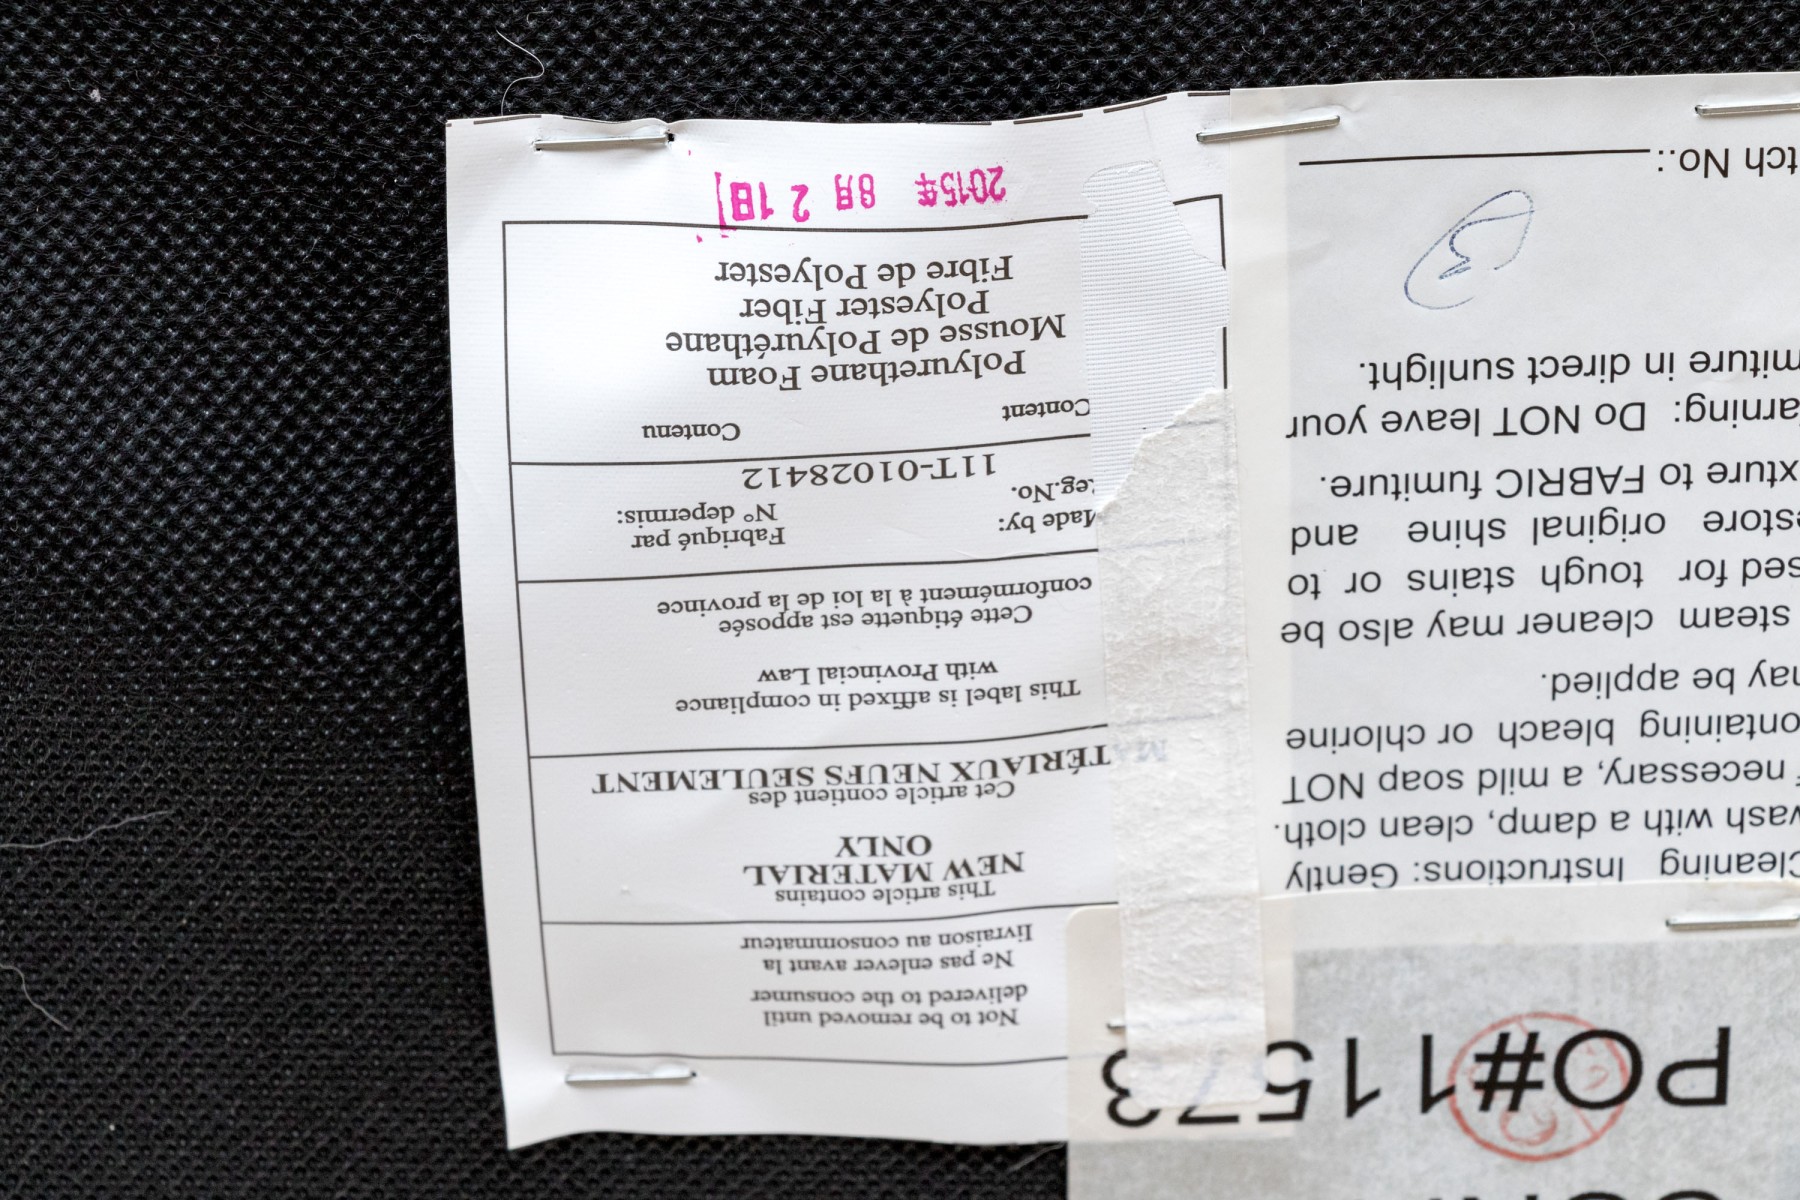 PO#11573
Cleaning Instructions: Gently
wash with a damp, clean cloth.
f necessary, a mild soap NOT
ontaining bleach or chlorine
may be applied.
steam cleaner may also be
sed for tough stains or to
estore original shine and
xture to FABRIC furniture.
Warning: Do NOT leave your
rniture in direct sunlight.
tch No.:
3
Not to be removed until
delivered to the consumer
Ne pas enlever avant la
livraison au consommateur
This article contains
NEW MATERIAL
ONLY
Cet article contient des
MATÉRIAUX NEUFS SEULEMENT
This label is affixed in compliance
with Provincial Law
Cette étiquette est apposée
conformément à la loi de la province
Made by: Fabriqué par
Reg.No. N° depermis:
11T-01028412
Content Contenu
Polyurethane Foam
Mousse de Polyuréthane
Polyester Fiber
Fibre de Polyester
2015年 8月 2 1日